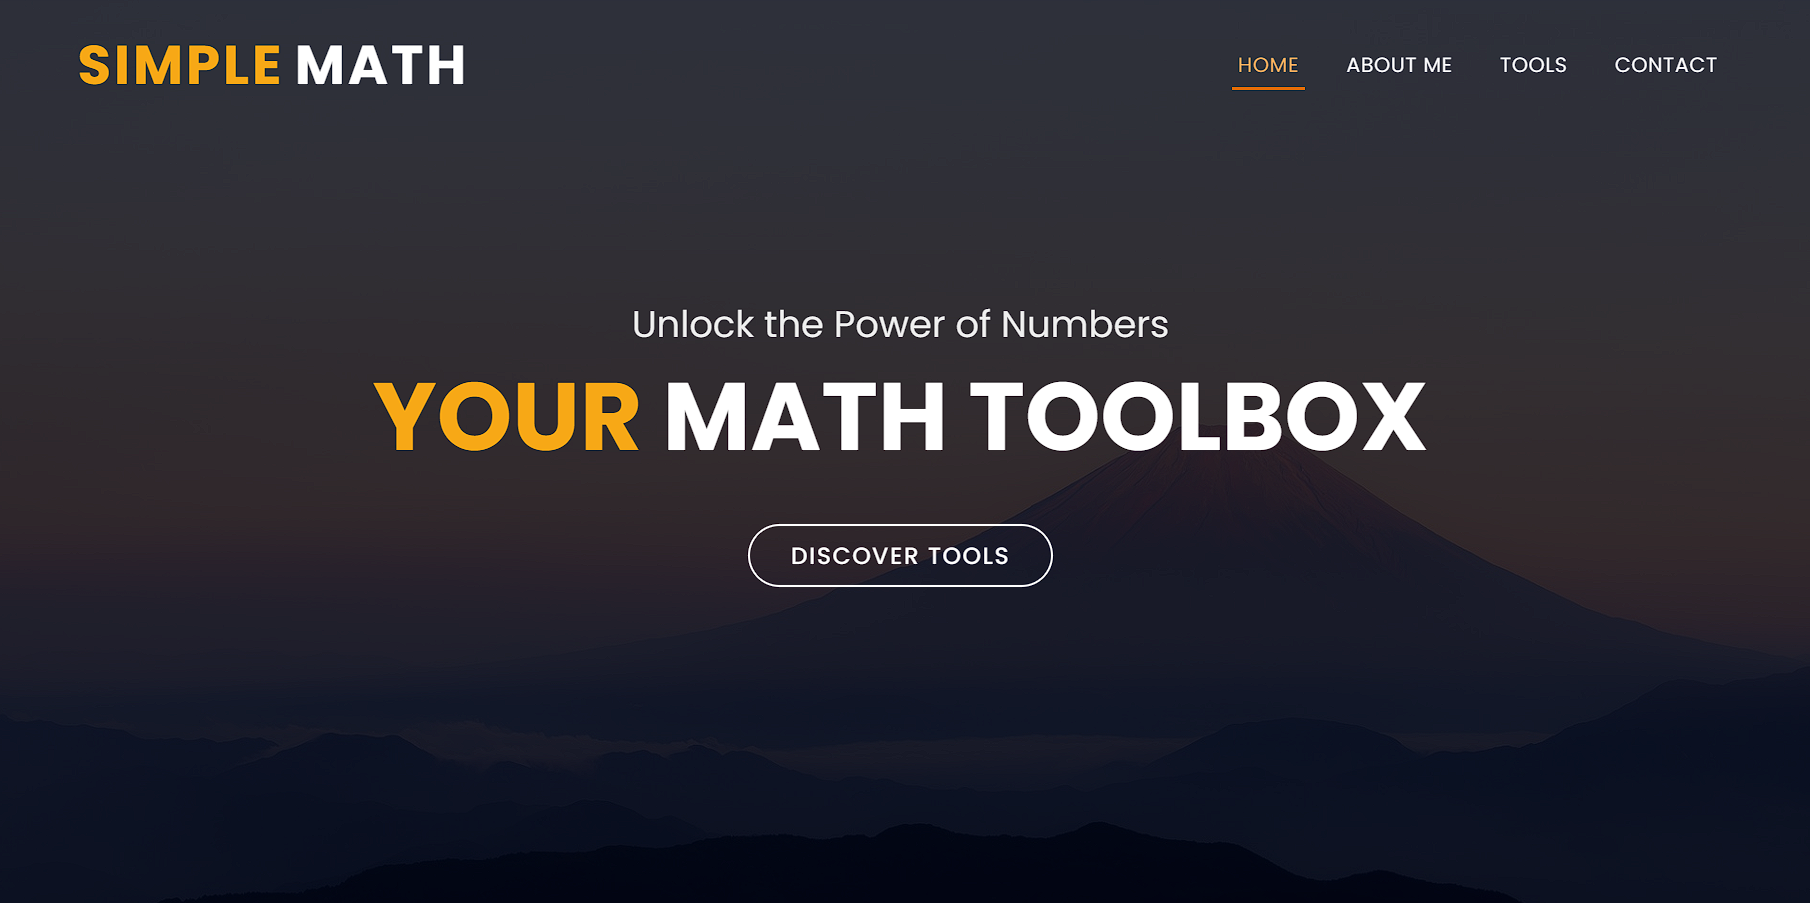 SIMPLE MATH
HOME ABOUT ME TOOLS CONTACT
Unlock the Power of Numbers
YOUR MATH TOOLBOX
DISCOVER TOOLS